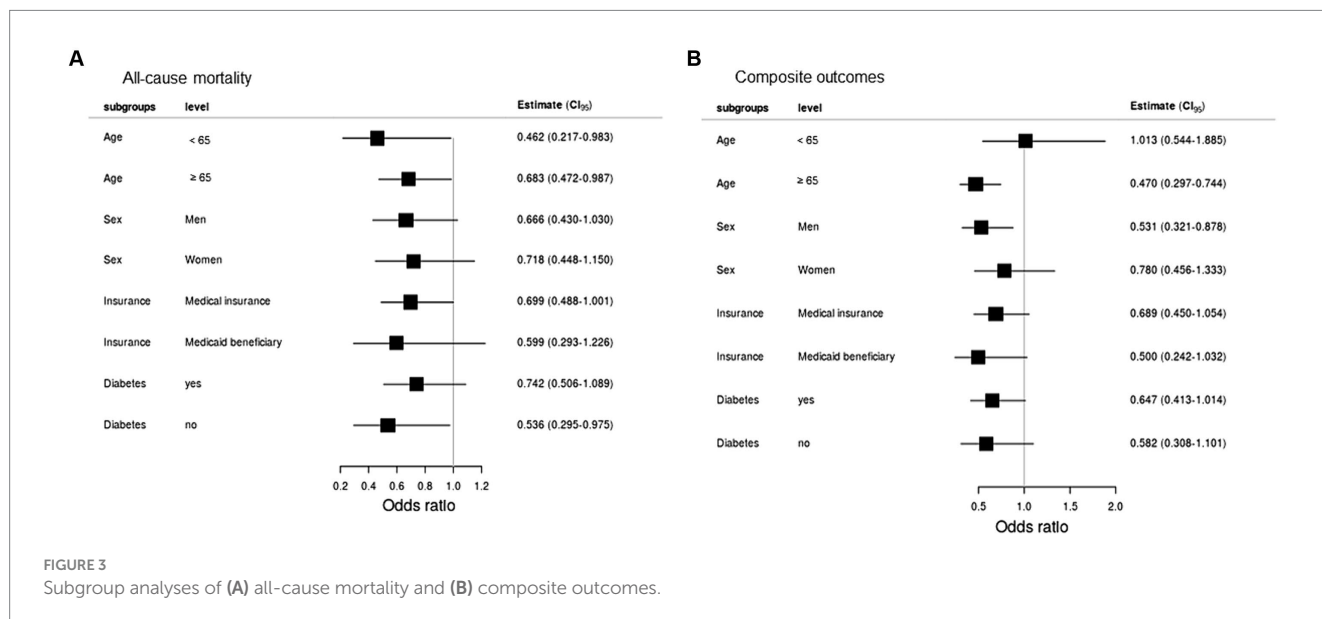 A
All-cause mortality
subgroups level Estimate (CI95)
Age < 65 0.462 (0.217-0.983)
Age ≥ 65 0.683 (0.472-0.987)
Sex Men 0.666 (0.430-1.030)
Sex Women 0.718 (0.448-1.150)
Insurance Medical insurance 0.699 (0.488-1.001)
Insurance Medicaid beneficiary 0.599 (0.293-1.226)
Diabetes yes 0.742 (0.506-1.089)
Diabetes no 0.536 (0.295-0.975)
0.2 0.4 0.6 0.8 1.0 1.2
Odds ratio
B
Composite outcomes
subgroups level Estimate (CI95)
Age < 65 1.013 (0.544-1.885)
Age ≥ 65 0.470 (0.297-0.744)
Sex Men 0.531 (0.321-0.878)
Sex Women 0.780 (0.456-1.333)
Insurance Medical insurance 0.689 (0.450-1.054)
Insurance Medicaid beneficiary 0.500 (0.242-1.032)
Diabetes yes 0.647 (0.413-1.014)
Diabetes no 0.582 (0.308-1.101)
0.5 1.0 1.5 2.0
Odds ratio
FIGURE 3
Subgroup analyses of (A) all-cause mortality and (B) composite outcomes.